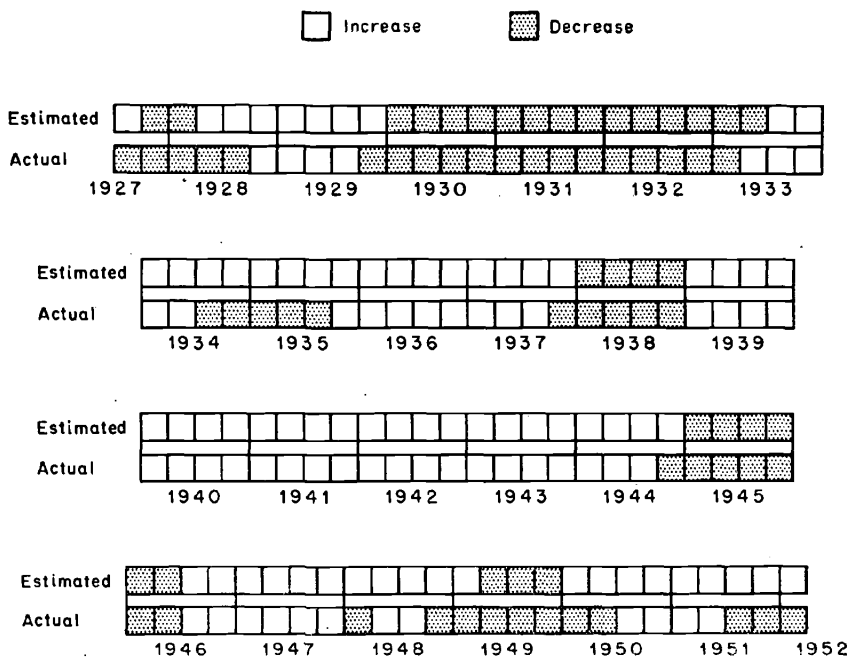 Increase Decrease
Estimated
Actual
1927 1928 1929 1930 1931 1932 1933
Estimated
Actual
1934 1935 1936 1937 1938 1939
Estimated
Actual
1940 1941 1942 1943 1944 1945
Estimated
Actual
1946 1947 1948 1949 1950 1951 1952